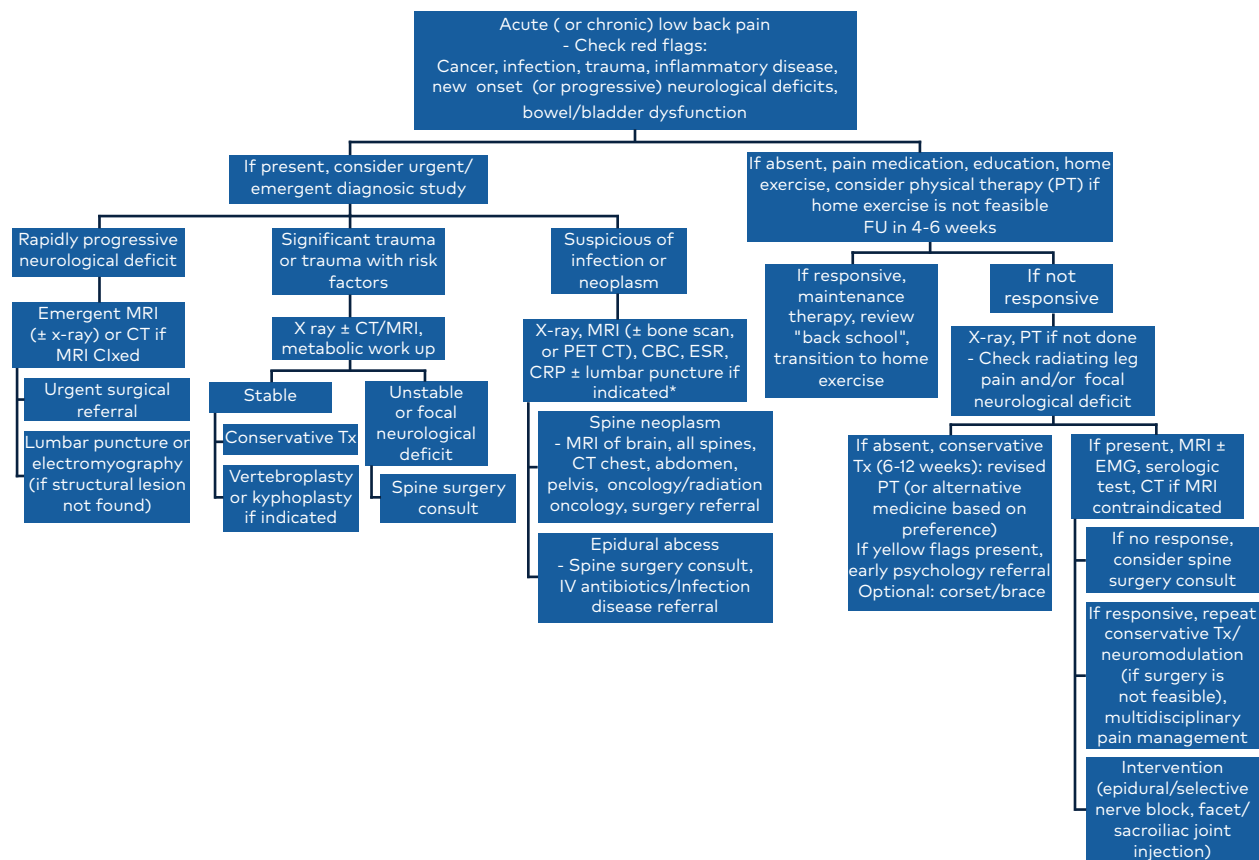 Acute ( or chronic) low back pain
- Check red flags:
Cancer, infection, trauma, inflammatory disease,
new onset (or progressive) neurological deficits,
bowel/bladder dysfunction
If present, consider urgent/
emergent diagnosic study
If absent, pain medication, education, home
exercise, consider physical therapy (PT) if
home exercise is not feasible
FU in 4-6 weeks
Rapidly progressive
neurological deficit
Significant trauma
or trauma with risk
factors
Suspicious of
infection or
neoplasm
If responsive,
maintenance
therapy, review
"back school",
transition to home
exercise
If not
responsive
Emergent MRI
(± x-ray) or CT if
MRI CIxed
X ray ± CT/MRI,
metabolic work up
X-ray, MRI (± bone scan,
or PET CT), CBC, ESR,
CRP ± lumbar puncture if
indicated*
X-ray, PT if not done
- Check radiating leg
pain and/or focal
neurological deficit
Urgent surgical
referral
Lumbar puncture or
electromyography
(if structural lesion
not found)
Stable
Conservative Tx
Vertebroplasty
or kyphoplasty
if indicated
Unstable
or focal
neurological
deficit
Spine surgery
consult
Spine neoplasm
- MRI of brain, all spines,
CT chest, abdomen,
pelvis, oncology/radiation
oncology, surgery referral
Epidural abcess
- Spine surgery consult,
IV antibiotics/Infection
disease referral
If absent, conservative
Tx (6-12 weeks): revised
PT (or alternative
medicine based on
preference)
If yellow flags present,
early psychology referral
Optional: corset/brace
If present, MRI ±
EMG, serologic
test, CT if MRI
contraindicated
If no response,
consider spine
surgery consult
If responsive, repeat
conservative Tx/
neuromodulation
(if surgery is
not feasible),
multidisciplinary
pain management
Intervention
(epidural/selective
nerve block, facet/
sacroiliac joint
injection)